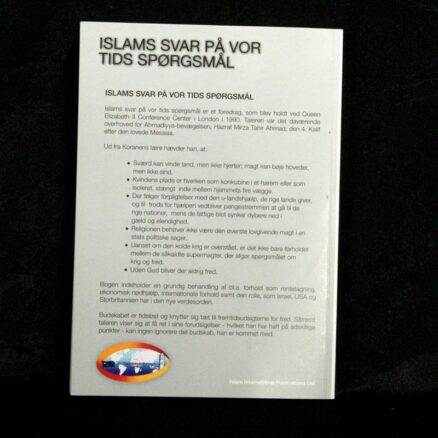 ISLAMS SVAR PÅ VOR
TIDS SPØRGSMÅL
ISLAMS SVAR PÅ VOR TIDS SPØRGSMÅL
Islams svar på vor tids spørgsmål er et foredrag, som blev holdt ved Queen
Elizabeth II Conference Center i London i 1990. Taleren var det daværende
overhoved for Ahmadiyya-bevægelsen, Hazrat Mirza Tahir Ahmad, den 4. Kalif
efter den lovede Messias.
Ud fra Koranens lære hævder han, at:
• Sværd kan vinde land, men ikke hjerter; magt kan bøje hoveder,
men ikke sind.
• Kvindens plads er hverken som konkubine i et harem eller som
isoleret, stængt inde mellem hjemmets fire vægge.
• Der følger forpligtelser med den u-landshjælp, de rige lande giver,
og til trods for hjælpen vedbliver pengestrømmen at gå til de
rige nationer, mens de fattige blot synker dybere ned i
gæld og elendighed.
• Religionen behøver ikke være den øverste lovgivende magt i en
stats politiske sager.
• Uanset om den kolde krig er overstået, er det ikke bare forholdet
mellem de såkaldte supermagter, der afgør spørgsmålet om
krig og fred.
• Uden Gud bliver der aldrig fred.
Bogen indeholder en grundig behandling af bl.a. forhold som rentetagning,
økonomisk nødhjælp, internationale forhold samt den rolle, som Israel, USA og
Storbritannien har i den nye verdensorden.
Budskabet er tidsløst og knytter sig tæt til fremtidsudsigterne for fred. Såfremt
taleren viser sig at få ret i sine forudsigelser - hvilket han har haft på adskillige
punkter - kan ingen ignorere det budskab, han er kommet med.
Islam International Publications Ltd.